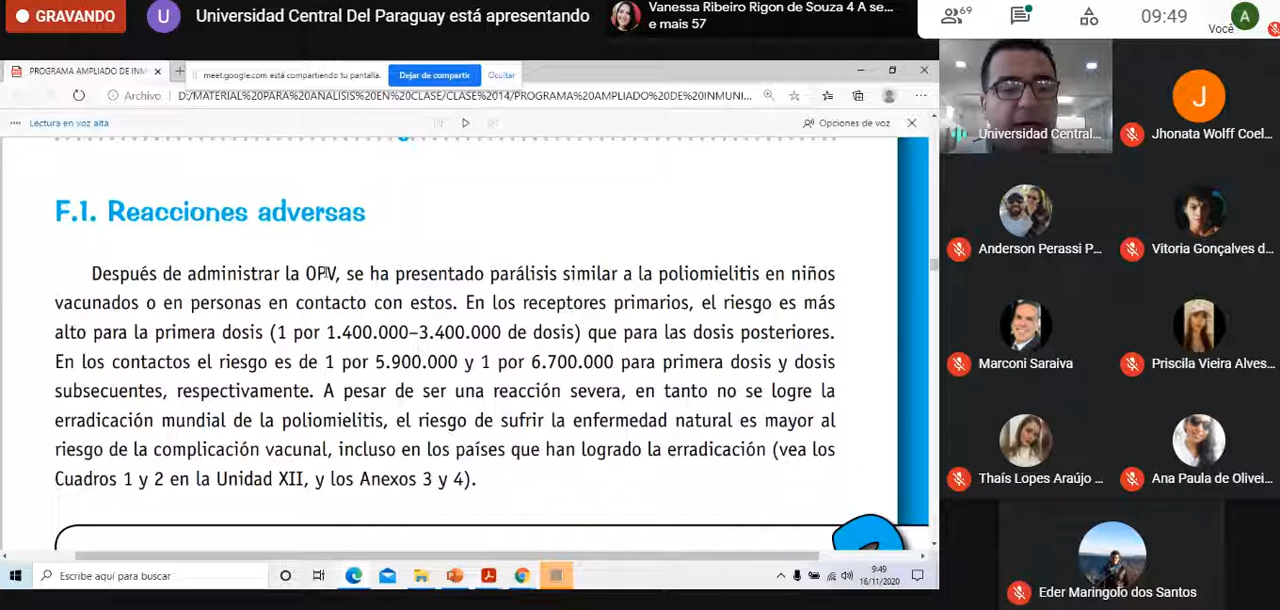 GRAVANDO
U
Universidad Central Del Paraguay está apresentando
Vanessa Ribeiro Rigon de Souza 4 A se...
e mais 57
69
09:49
Você
A
PROGRAMA AMPLIADO DE INM
meet.google.com está compartiendo tu pantalla.
Dejar de compartir
Ocultar
Archivo
D:/MATERIAL%20PARA%20ANALISIS%20EN%20CLASE/CLASE%2014/PROGRAMA%20AMPLIADO%20DE%20INMUNI...
Lectura en voz alta
Opciones de voz
F.1. Reacciones adversas
Después de administrar la OPV, se ha presentado parálisis similar a la poliomielitis en niños
vacunados o en personas en contacto con estos. En los receptores primarios, el riesgo es más
alto para la primera dosis (1 por 1.400.000–3.400.000 de dosis) que para las dosis posteriores.
En los contactos el riesgo es de 1 por 5.900.000 y 1 por 6.700.000 para primera dosis y dosis
subsecuentes, respectivamente. A pesar de ser una reacción severa, en tanto no se logre la
erradicación mundial de la poliomielitis, el riesgo de sufrir la enfermedad natural es mayor al
riesgo de la complicación vacunal, incluso en los países que han logrado la erradicación (vea los
Cuadros 1 y 2 en la Unidad XII, y los Anexos 3 y 4).
Escribe aquí para buscar
9:49
16/11/2020
Universidad Central...
J
Jhonata Wolff Coel...
Anderson Perassi P...
Vitoria Gonçalves d...
Marconi Saraiva
Priscila Vieira Alves...
Thaís Lopes Araújo ...
Ana Paula de Olivei...
Eder Maringolo dos Santos